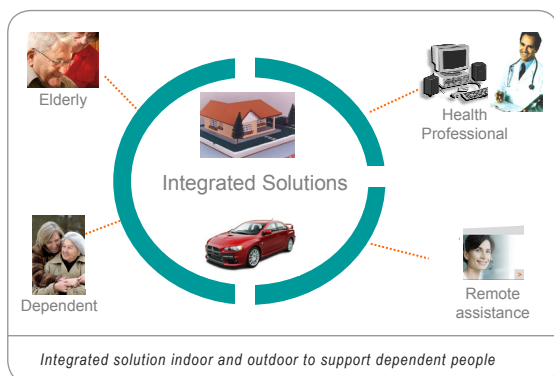 Elderly
Health
Professional
Integrated Solutions
Dependent
Remote
assistance
Integrated solution indoor and outdoor to support dependent people